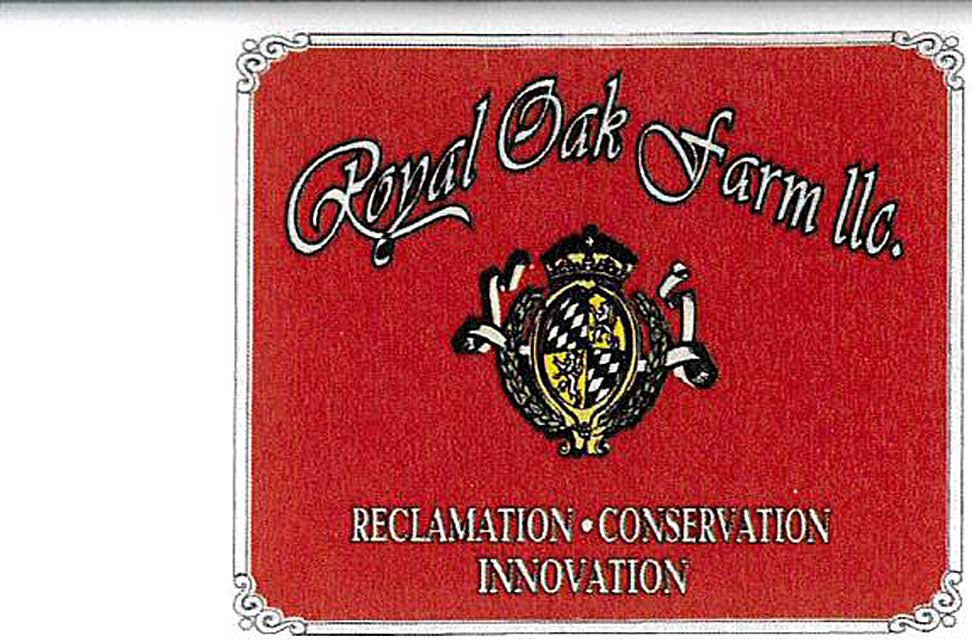 Royal Oak Farm llc.
RECLAMATION • CONSERVATION
INNOVATION